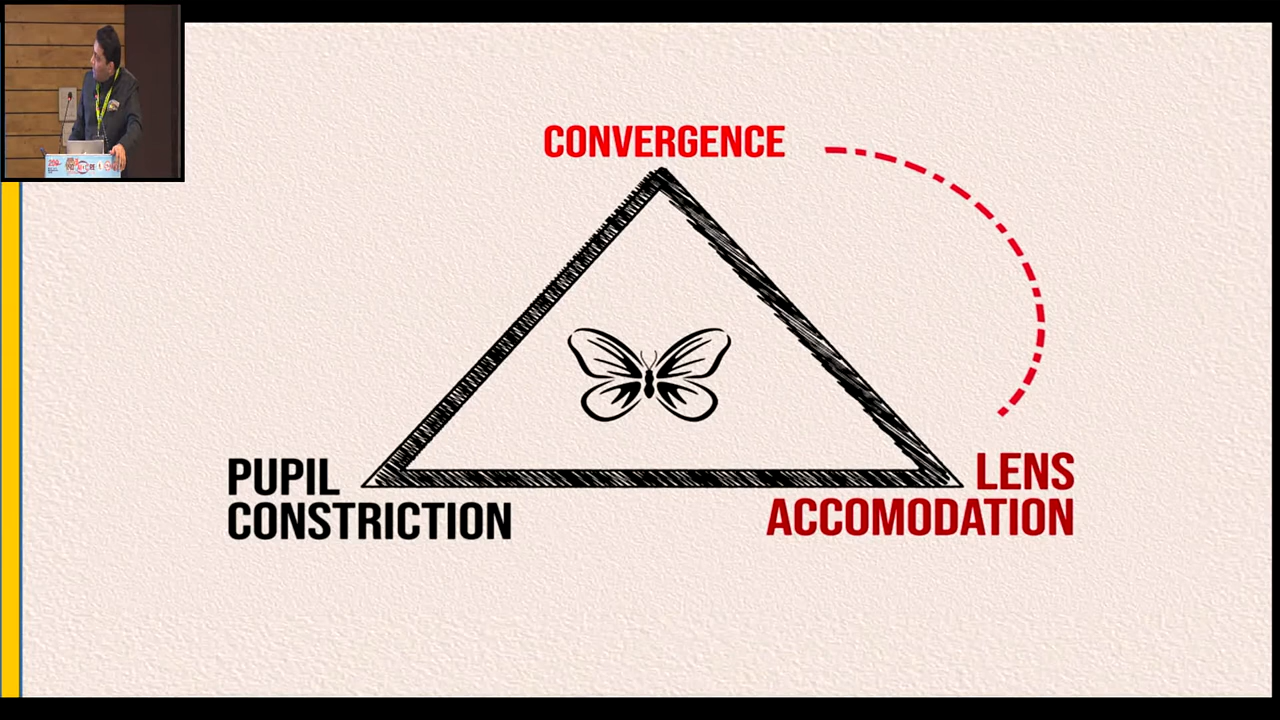 CONVERGENCE
PUPIL
CONSTRICTION
LENS
ACCOMODATION